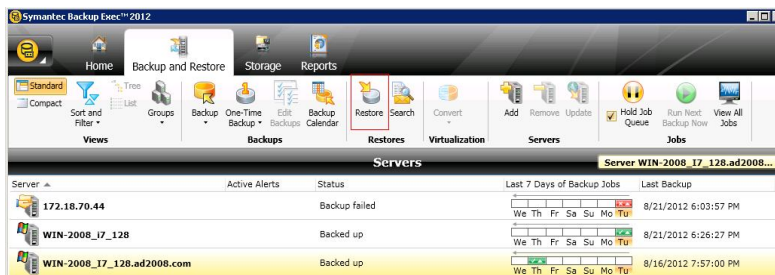 Symantec Backup Exec™ 2012
Home Backup and Restore Storage Reports
Standard
Compact
Sort and Filter
Tree
List
Groups
Backup
One-Time Backup
Edit Backups
Backup Calendar
Restore
Search
Convert
Add
Remove
Update
Hold Job Queue
Run Next Backup Now
View All Jobs
Views Backups Restores Virtualization Servers Jobs
Servers
Server WIN-2008_I7_128.ad2008...
Server Active Alerts Status Last 7 Days of Backup Jobs Last Backup
172.18.70.44 Backup failed We Th Fr Sa Su Mo Tu 8/21/2012 6:03:57 PM
WIN-2008_i7_128 Backed up We Th Fr Sa Su Mo Tu 8/21/2012 6:26:27 PM
WIN-2008_I7_128.ad2008.com Backed up We Th Fr Sa Su Mo Tu 8/16/2012 7:57:00 PM